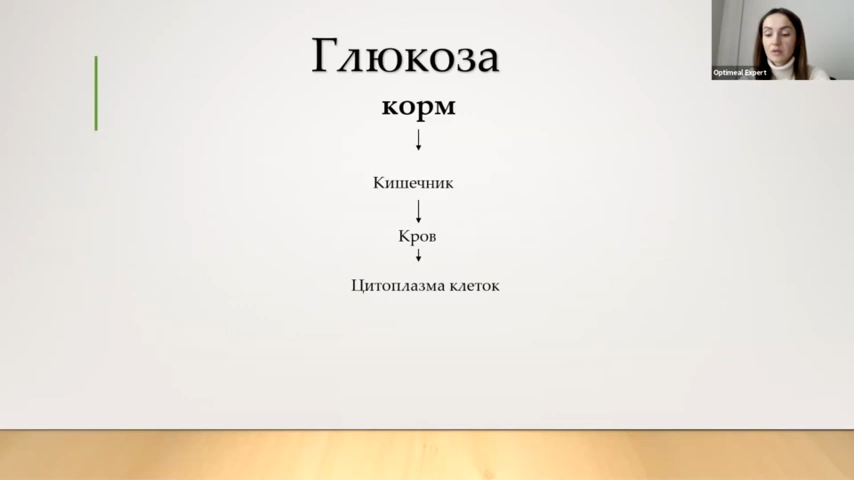 Глюкоза
Optimeal Expert
корм
Кишечник
Кров
Цитоплазма клеток